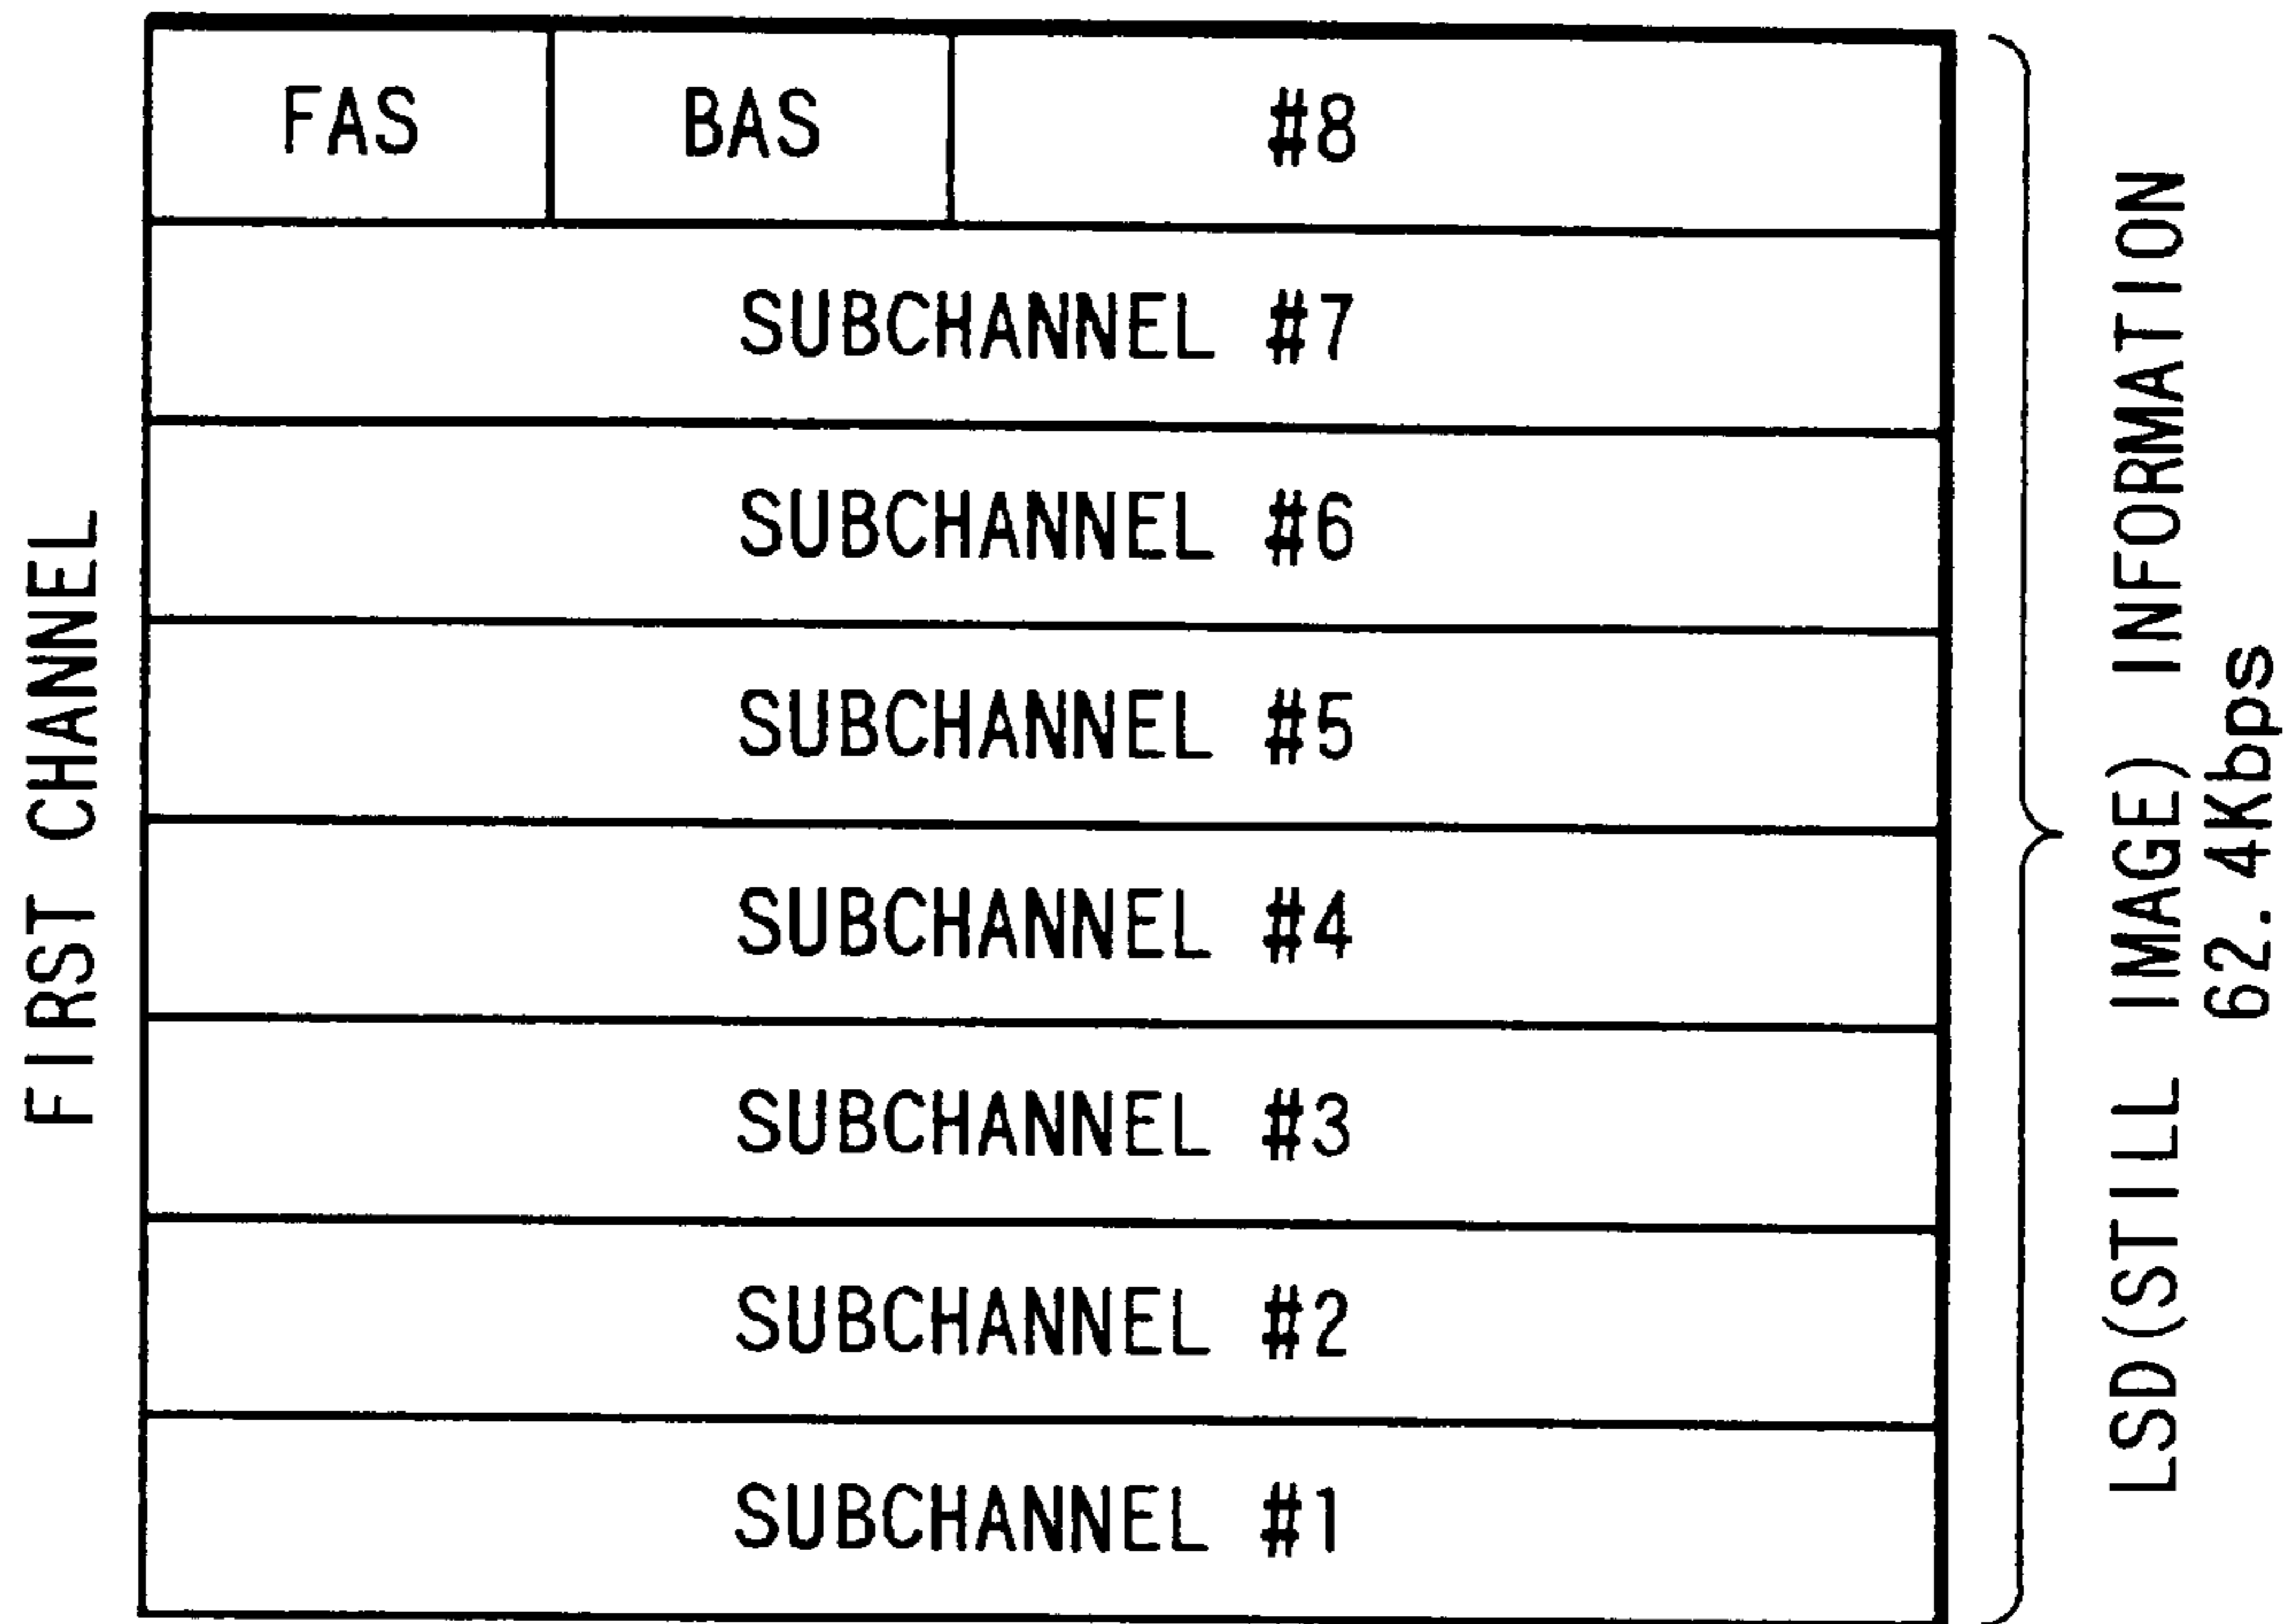 FIRST CHANNEL
FAS BAS #8
SUBCHANNEL #7
SUBCHANNEL #6
SUBCHANNEL #5
SUBCHANNEL #4
SUBCHANNEL #3
SUBCHANNEL #2
SUBCHANNEL #1
LSD(STILL IMAGE) INFORMATION
62.4Kbps